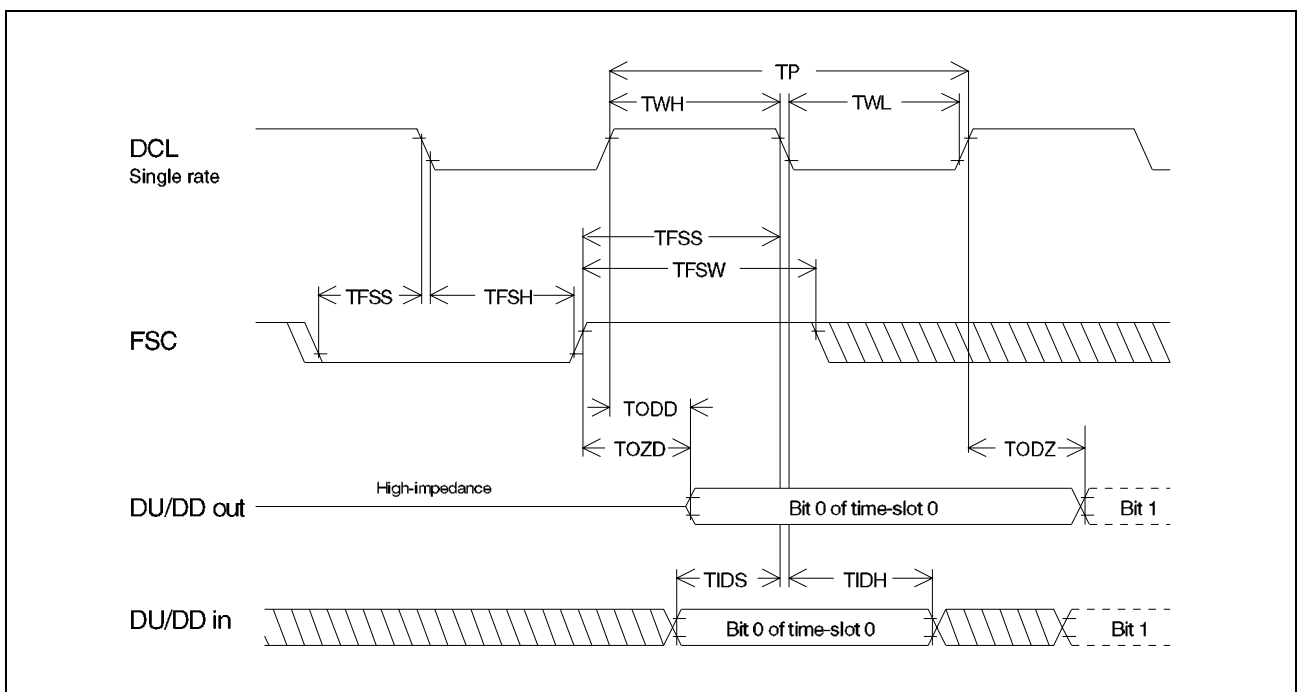 TP
TWH
TWL
DCL
Single rate
TFSS
TFSW
TFSS
TFSH
FSC
TODD
TOZD
TODZ
High-impedance
DU/DD out
Bit 0 of time-slot 0
Bit 1
TIDS
TIDH
DU/DD in
Bit 0 of time-slot 0
Bit 1